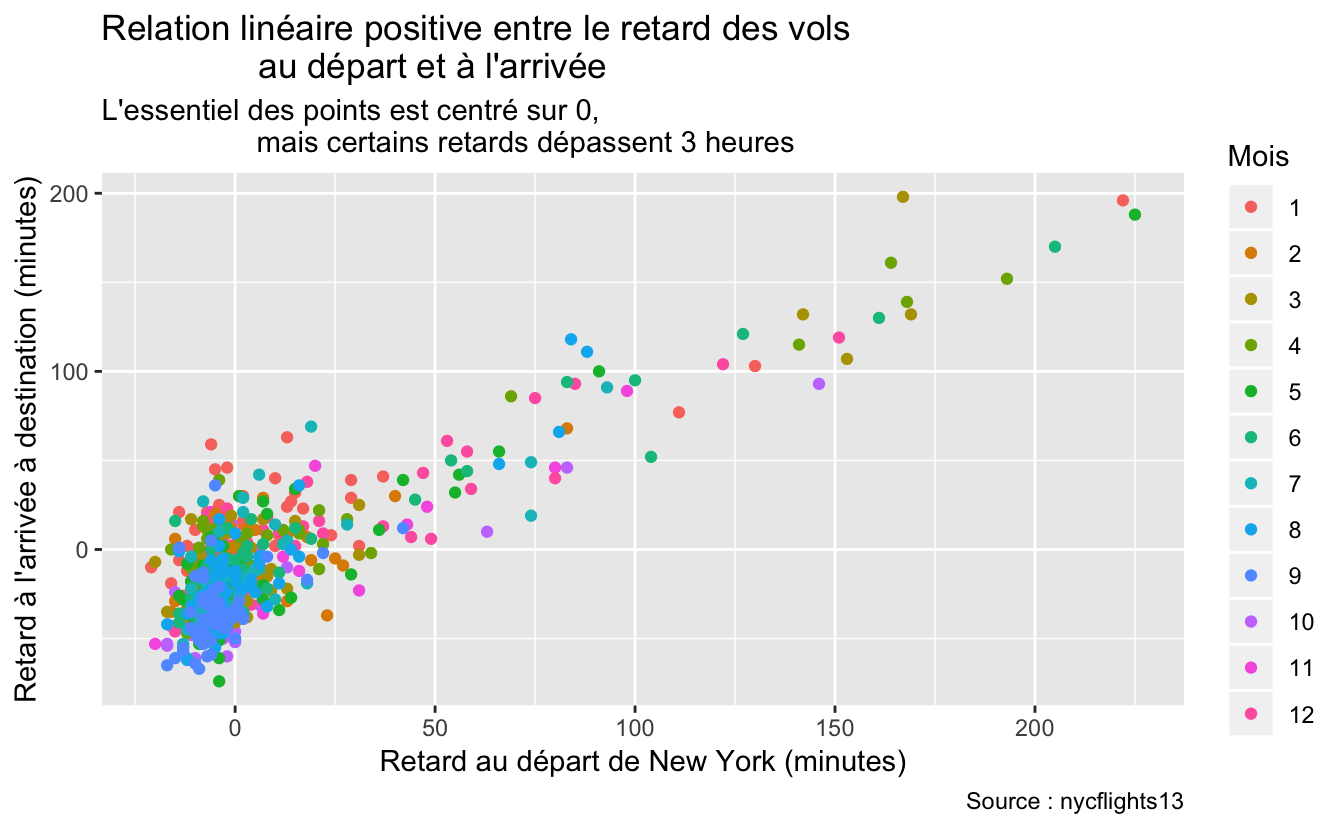 Relation linéaire positive entre le retard des vols
au départ et à l'arrivée
L'essentiel des points est centré sur 0,
mais certains retards dépassent 3 heures
Retard à l'arrivée à destination (minutes)
200
100
0
0
50
100
150
200
Retard au départ de New York (minutes)
Mois
1
2
3
4
5
6
7
8
9
10
11
12
Source : nycflights13